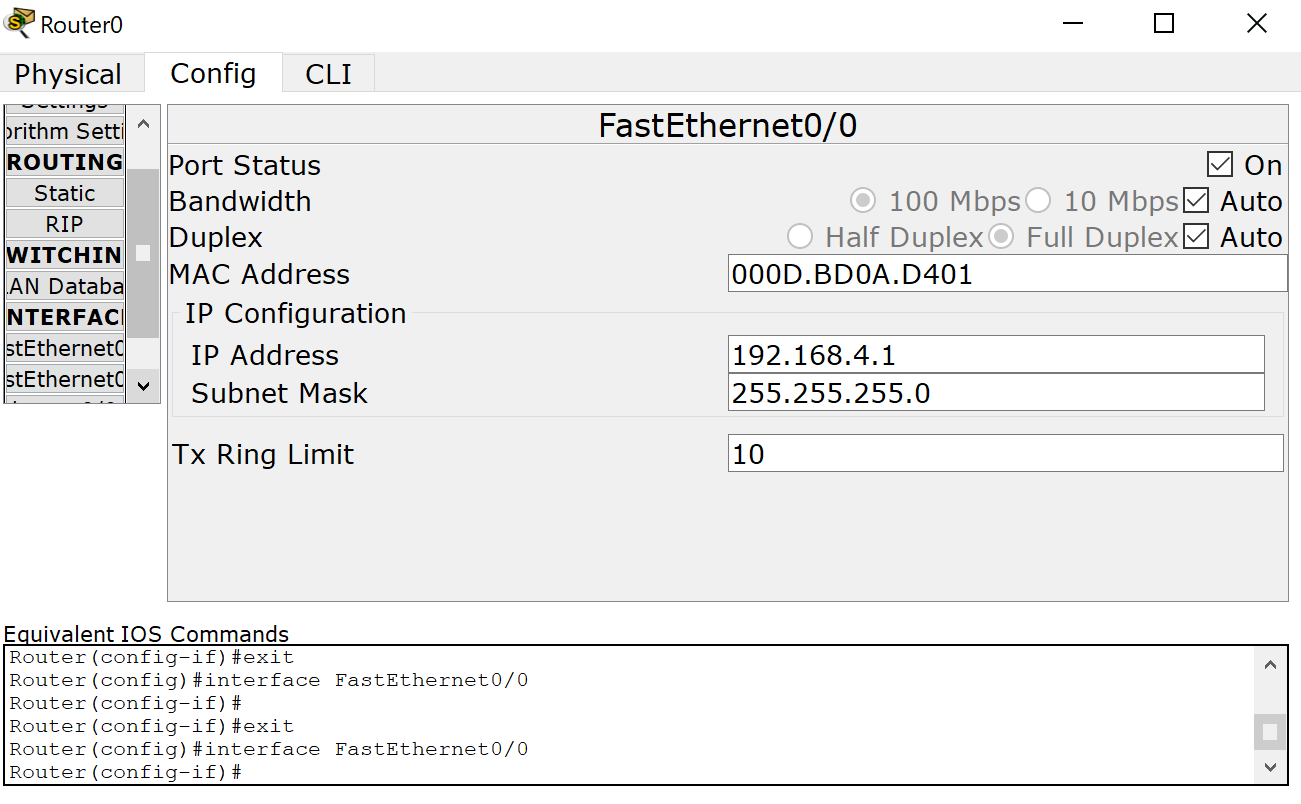 Router0
Physical Config CLI
Settings
orithm Setti
ROUTING
Static
RIP
WITCHIN
AN Databa
NTERFAC
stEthernet0
stEthernet0
FastEthernet0/0
Port Status On
Bandwidth 100 Mbps 10 Mbps Auto
Duplex Half Duplex Full Duplex Auto
MAC Address 000D.BD0A.D401
IP Configuration
IP Address 192.168.4.1
Subnet Mask 255.255.255.0
Tx Ring Limit 10
Equivalent IOS Commands
Router(config-if)#exit
Router(config)#interface FastEthernet0/0
Router(config-if)#
Router(config-if)#exit
Router(config)#interface FastEthernet0/0
Router(config-if)#